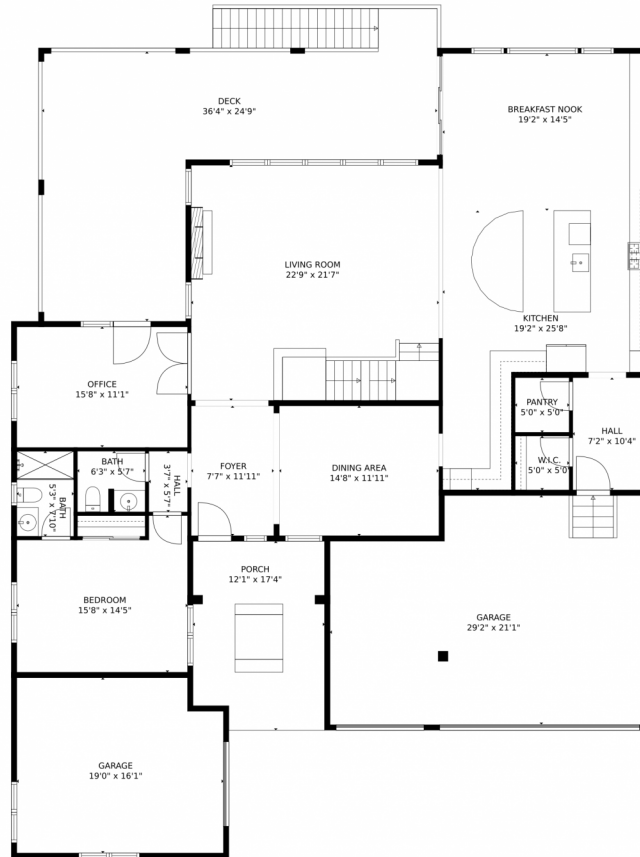 DECK
36'4" x 24'9"
BREAKFAST NOOK
19'2" x 14'5"
LIVING ROOM
22'9" x 21'7"
KITCHEN
19'2" x 25'8"
OFFICE
15'8" x 11'1"
PANTRY
5'0" x 5'0"
HALL
7'2" x 10'4"
BATH
6'3" x 5'7"
HALL
3'7" x 5'7"
FOYER
7'7" x 11'11"
DINING AREA
14'8" x 11'11"
W.I.C.
5'0" x 5'0"
BATH
5'3" x 7'10"
PORCH
12'1" x 17'4"
BEDROOM
15'8" x 14'5"
GARAGE
29'2" x 21'1"
GARAGE
19'0" x 16'1"